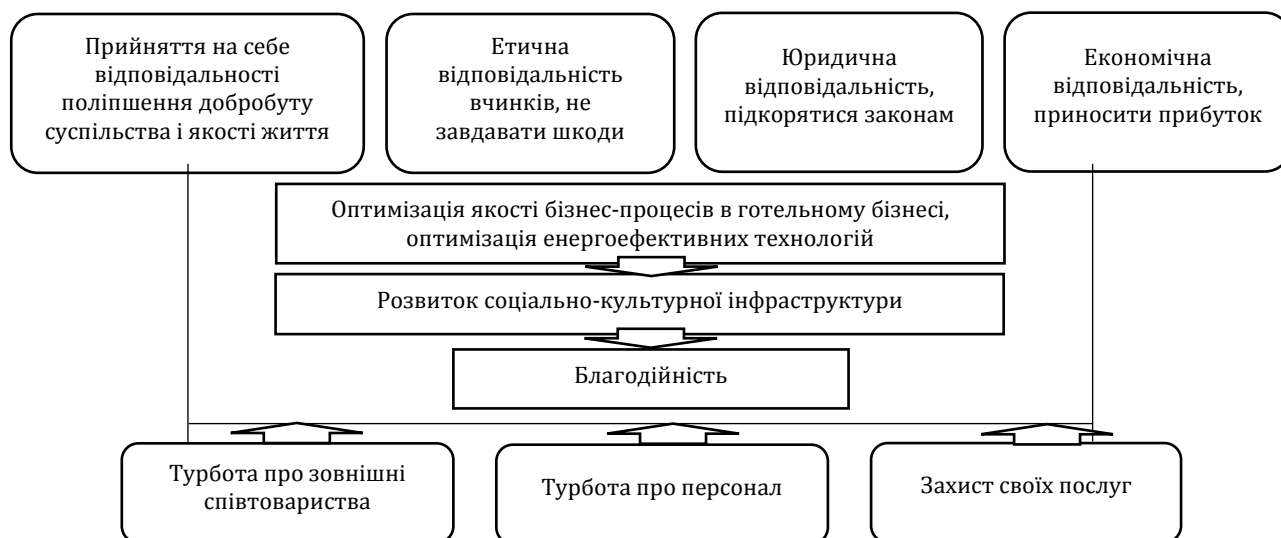 Прийняття на себе
відповідальності
поліпшення добробуту
суспільства і якості життя
Етична
відповідальність
вчинків, не
завдавати шкоди
Юридична
відповідальність,
підкорятися законам
Економічна
відповідальність,
приносити прибуток
Оптимізація якості бізнес-процесів в готельному бізнесі,
оптимізація енергоефективних технологій
Розвиток соціально-культурної інфраструктури
Благодійність
Турбота про зовнішні
співтовариства
Турбота про персонал
Захист своїх послуг